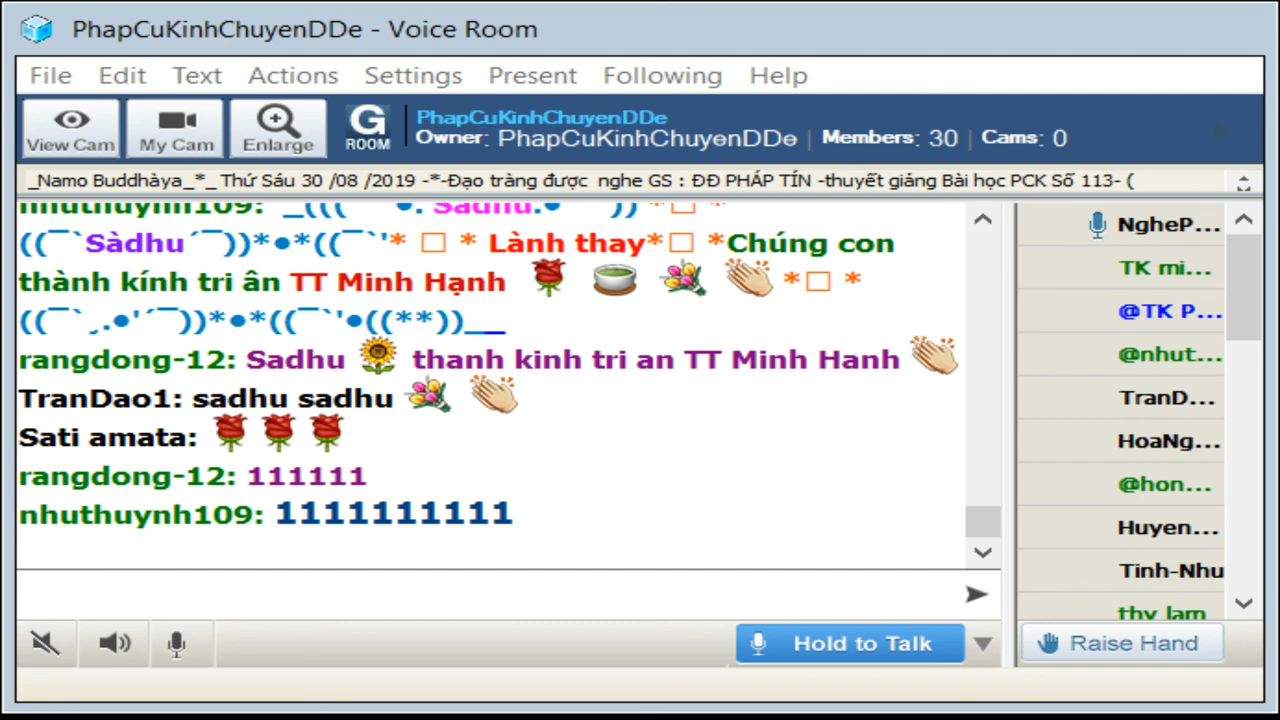 PhapCuKinhChuyenDDe - Voice Room
File Edit Text Actions Settings Present Following Help
View Cam My Cam Enlarge G ROOM PhapCuKinhChuyenDDe
Owner: PhapCuKinhChuyenDDe | Members: 30 | Cams: 0
_Namo Buddhàya_*_ Thứ Sáu 30 /08 /2019 -*-Đạo tràng được nghe GS : ĐĐ PHÁP TÍN -thuyết giảng Bài học PCK Số 113- (
nhuthuynh109: _((( ●. Sadhu.● )) *□ *
((¯`Sàdhu´¯))*●*((¯`'* □ * Lành thay*□ *Chúng con
thành kính tri ân TT Minh Hạnh 🌹 🍵 💐 👏 *□ *
((¯`¸.●'´¯))*●*((¯`'●((**))__
rangdong-12: Sadhu 🌻 thanh kinh tri an TT Minh Hanh 👏
TranDao1: sadhu sadhu 💐 👏
Sati amata: 🌹🌹🌹
rangdong-12: 111111
nhuthuynh109: 1111111111
NgheP...
TK mi...
@TK P...
@nhut...
TranD...
HoaNg...
@hon...
Huyen...
Tinh-Nhu
thy lam
Hold to Talk
Raise Hand